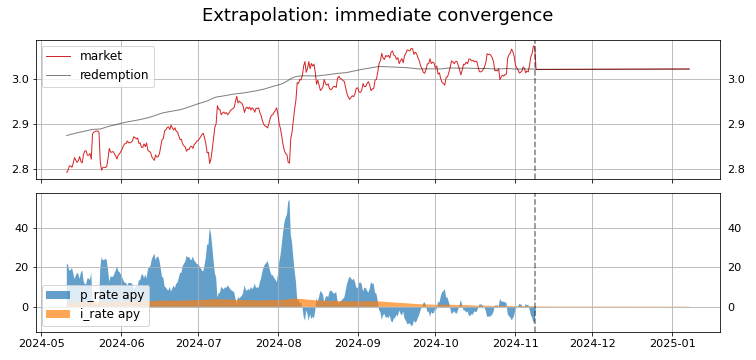 Extrapolation: immediate convergence
market
redemption
3.0 3.0
2.9 2.9
2.8 2.8
40 40
20 20
0 0
p_rate apy
i_rate apy
2024-05 2024-06 2024-07 2024-08 2024-09 2024-10 2024-11 2024-12 2025-01